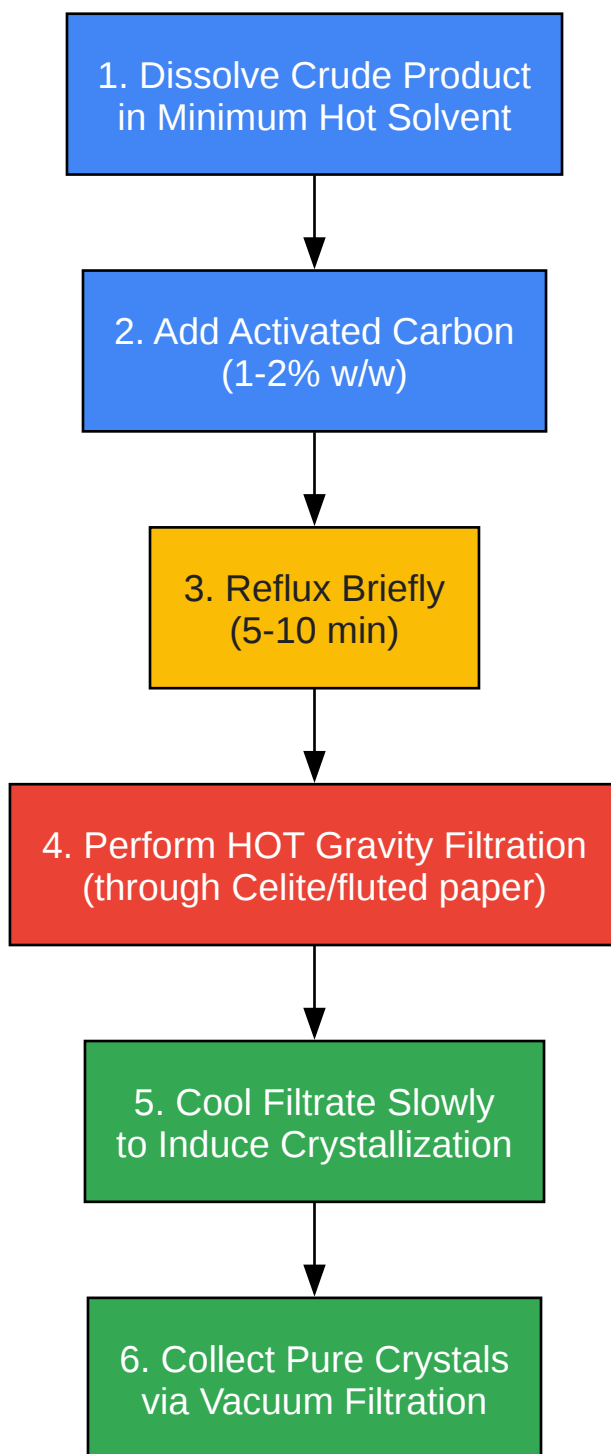 1. Dissolve Crude Product
in Minimum Hot Solvent
2. Add Activated Carbon
(1-2% w/w)
3. Reflux Briefly
(5-10 min)
4. Perform HOT Gravity Filtration
(through Celite/fluted paper)
5. Cool Filtrate Slowly
to Induce Crystallization
6. Collect Pure Crystals
via Vacuum Filtration